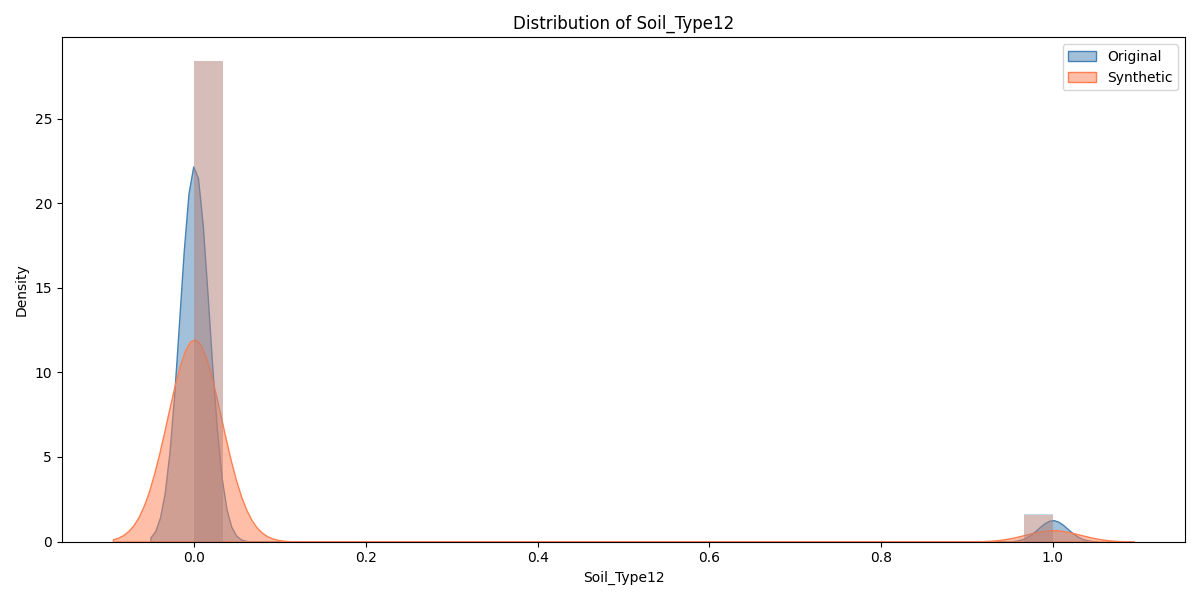 Distribution of Soil_Type12
Original
Synthetic
Density
25
20
15
10
5
0
0.0 0.2 0.4 0.6 0.8 1.0
Soil_Type12